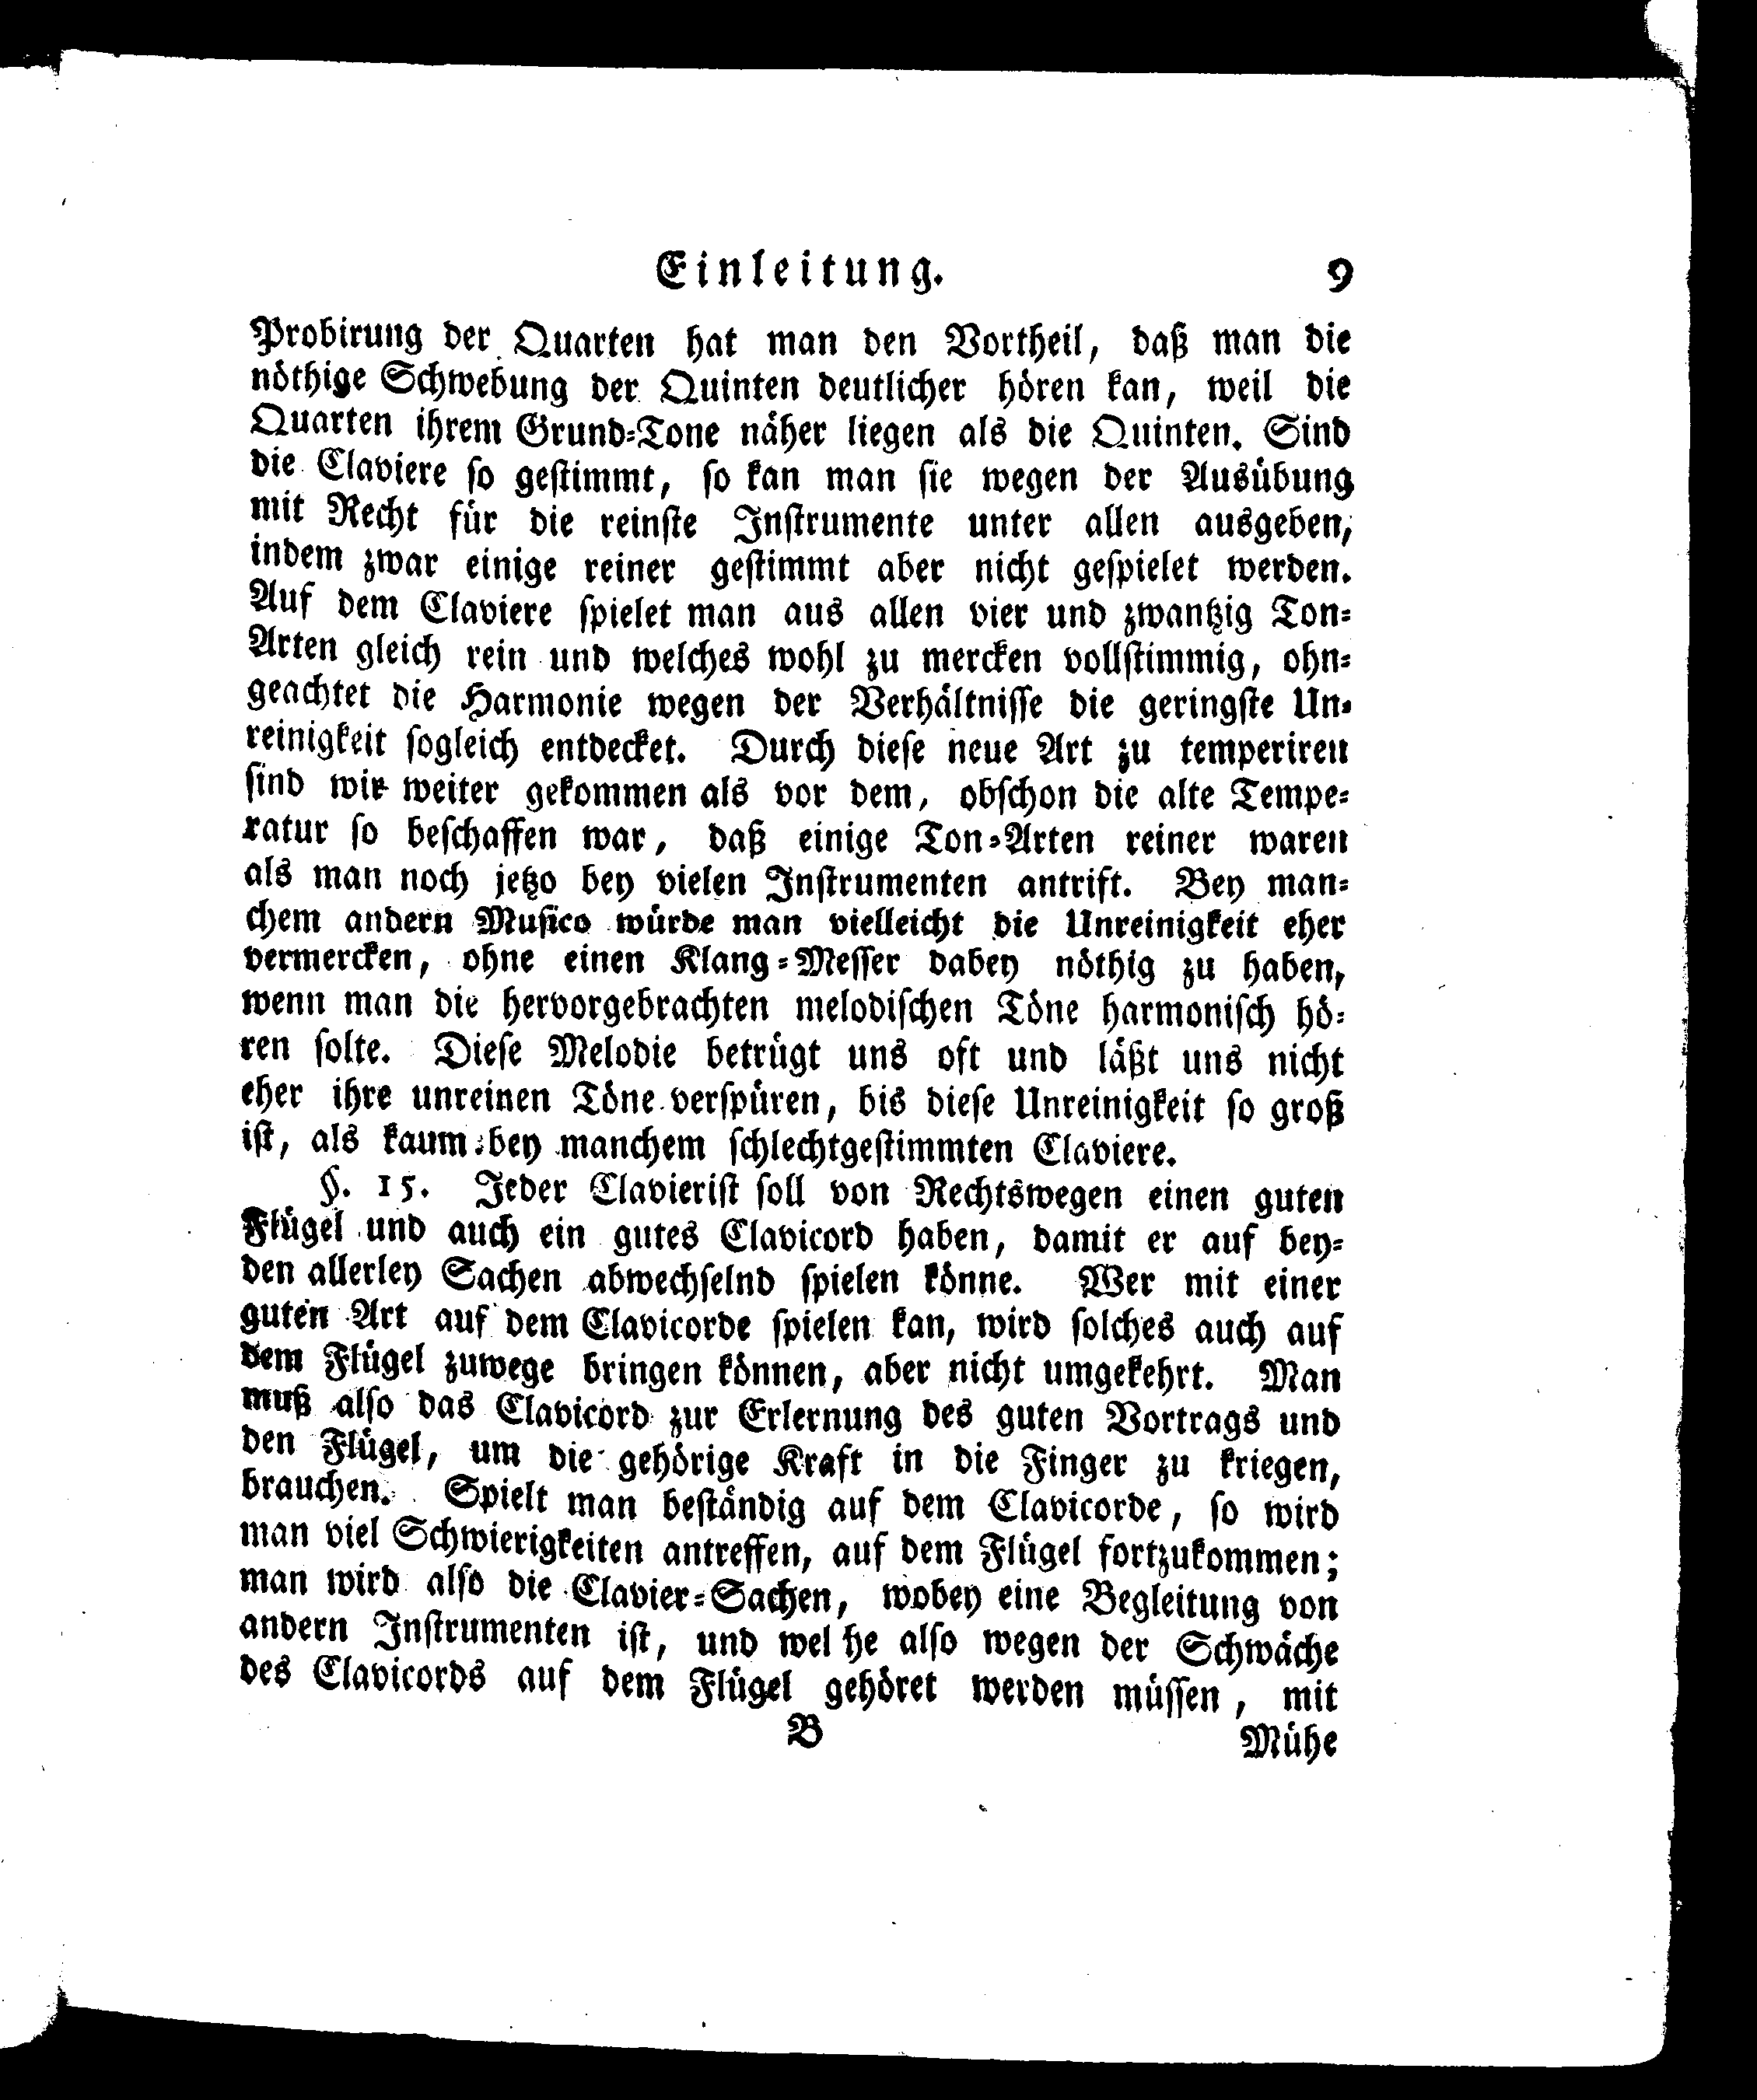 Einleitung. 9
Probirung der Quarten hat man den Vortheil, daß man die
nöthige Schwebung der Quinten deutlicher hören kan, weil die
Quarten ihrem Grund-Tone näher liegen als die Quinten. Sind
die Claviere so gestimmt, so kan man sie wegen der Ausübung
mit Recht für die reinste Instrumente unter allen ausgeben,
indem zwar einige reiner gestimmt aber nicht gespielet werden.
Auf dem Claviere spielet man aus allen vier und zwantzig Ton-
Arten gleich rein und welches wohl zu mercken vollstimmig, ohn-
geachtet die Harmonie wegen der Verhältnisse die geringste Un-
reinigkeit sogleich entdecket. Durch diese neue Art zu temperiren
sind wir weiter gekommen als vor dem, obschon die alte Tempe-
ratur so beschaffen war, daß einige Ton-Arten reiner waren
als man noch jetzo bey vielen Instrumenten antrift. Bey man-
chem andern Musico würde man vielleicht die Unreinigkeit eher
vermercken, ohne einen Klang-Messer dabey nöthig zu haben,
wenn man die hervorgebrachten melodischen Töne harmonisch hö-
ren solte. Diese Melodie betrügt uns oft und läßt uns nicht
eher ihre unreinen Töne verspüren, bis diese Unreinigkeit so groß
ist, als kaum bey manchem schlechtgestimmten Claviere.
§. 15. Jeder Clavierist soll von Rechtswegen einen guten
Flügel und auch ein gutes Clavicord haben, damit er auf bey-
den allerley Sachen abwechselnd spielen könne. Wer mit einer
guten Art auf dem Clavicorde spielen kan, wird solches auch auf
dem Flügel zuwege bringen können, aber nicht umgekehrt. Man
muß also das Clavicord zur Erlernung des guten Vortrags und
den Flügel, um die gehörige Kraft in die Finger zu kriegen,
brauchen. Spielt man beständig auf dem Clavicorde, so wird
man viel Schwierigkeiten antreffen, auf dem Flügel fortzukommen;
man wird also die Clavier-Sachen, wobey eine Begleitung von
andern Instrumenten ist, und wel he also wegen der Schwäche
des Clavicords auf dem Flügel gehöret werden müssen, mit
B Mühe